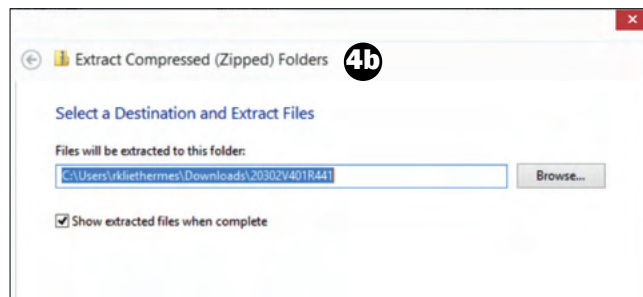 Extract Compressed (Zipped) Folders 4b
Select a Destination and Extract Files
Files will be extracted to this folder:
C:\Users\rkliethermes\Downloads\20302V401R441 Browse...
Show extracted files when complete